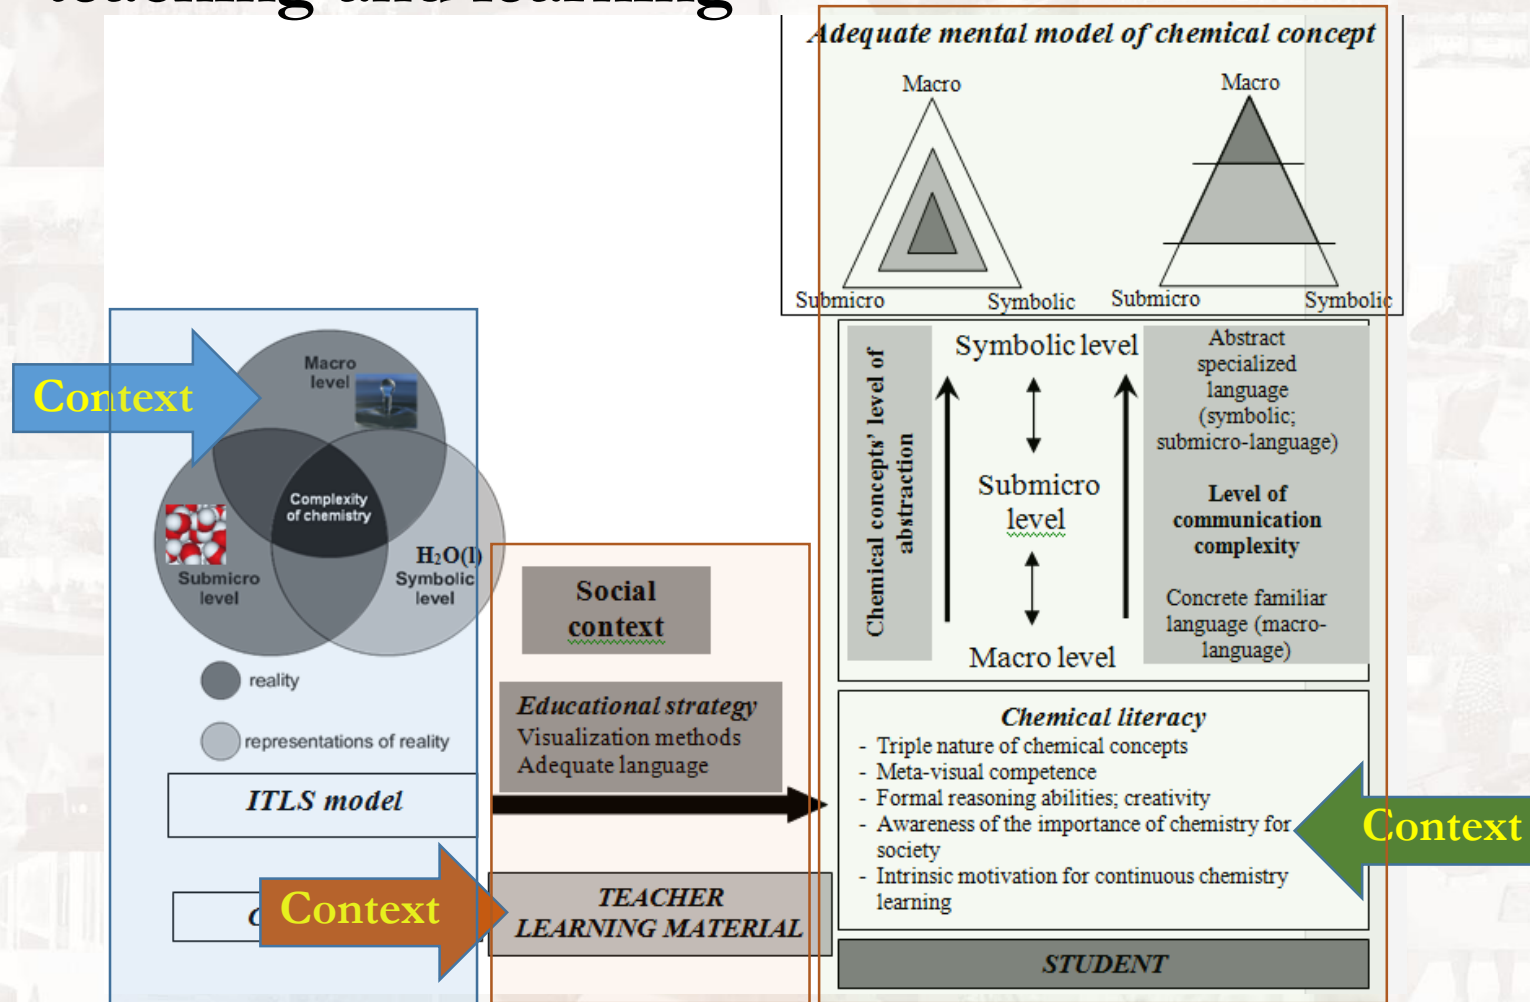 teaching and learning
Adequate mental model of chemical concept
Macro
Submicro
Symbolic
Macro
Submicro
Symbolic
Context
Macro
level
Complexity
of chemistry
Submicro
level
H₂O(l)
Symbolic
level
reality
representations of reality
ITLS model
Context
Social
context
Educational strategy
Visualization methods
Adequate language
TEACHER
LEARNING MATERIAL
Chemical concepts' level of
abstraction
Symbolic level
Submicro
level
Macro level
Abstract
specialized
language
(symbolic;
submicro-language)
Level of
communication
complexity
Concrete familiar
language (macro-
language)
Chemical literacy
- Triple nature of chemical concepts
- Meta-visual competence
- Formal reasoning abilities; creativity
- Awareness of the importance of chemistry for
society
- Intrinsic motivation for continuous chemistry
learning
Context
STUDENT